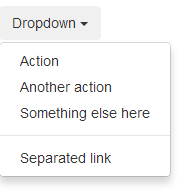 Dropdown
Action
Another action
Something else here
Separated link